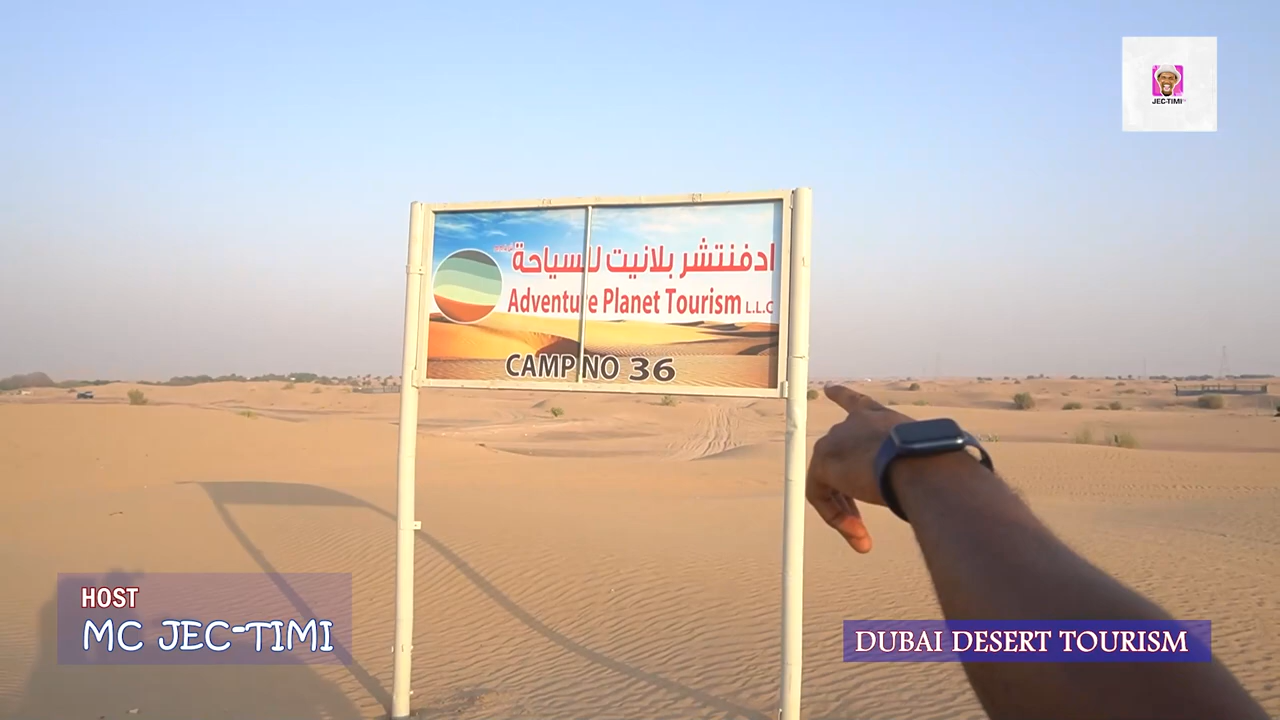 JEC-TIMI
ادفنتشر بلانيت للسياحة
Adventure Planet Tourism L.L.C
CAMP NO 36
HOST
MC JEC-TIMI
DUBAI DESERT TOURISM